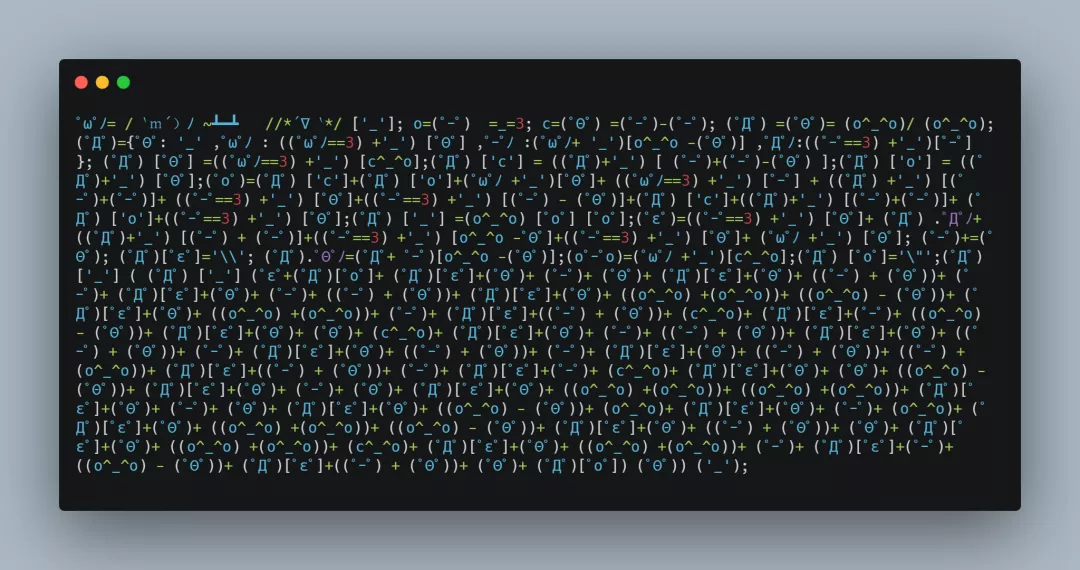 ゚ω゚ﾉ= /｀ｍ´）ﾉ ~┻━┻   //*´∇｀*/ ['_']; o=(゚ｰ゚)  =_=3; c=(゚Θ゚) =(゚ｰ゚)-(゚ｰ゚); (゚Д゚) =(゚Θ゚)= (o^_^o)/ (o^_^o);
(゚Д゚)={゚Θ゚: '_' ,゚ω゚ﾉ : ((゚ω゚ﾉ==3) +'_') [゚Θ゚] ,゚ｰ゚ﾉ :(゚ω゚ﾉ+ '_')[o^_^o -(゚Θ゚)] ,゚Д゚ﾉ:((゚ｰ゚==3) +'_')[゚ｰ゚]
}; (゚Д゚) [゚Θ゚] =((゚ω゚ﾉ==3) +'_') [c^_^o];(゚Д゚) ['c'] = ((゚Д゚)+'_') [ (゚ｰ゚)+(゚ｰ゚)-(゚Θ゚) ];(゚Д゚) ['o'] = ((゚
Д゚)+'_') [゚Θ゚];(゚o゚)=(゚Д゚) ['c']+(゚Д゚) ['o']+(゚ω゚ﾉ +'_')[゚Θ゚]+ ((゚ω゚ﾉ==3) +'_') [゚ｰ゚] + ((゚Д゚) +'_') [(゚
ｰ゚)+(゚ｰ゚)]+ ((゚ｰ゚==3) +'_') [゚Θ゚]+((゚ｰ゚==3) +'_') [(゚ｰ゚) - (゚Θ゚)]+(゚Д゚) ['c']+((゚Д゚)+'_') [(゚ｰ゚)+(゚ｰ゚)]+ (゚
Д゚) ['o']+((゚ｰ゚==3) +'_') [゚Θ゚];(゚Д゚) ['_'] =(o^_^o) [゚o゚] [゚o゚];(゚ε゚)=((゚ｰ゚==3) +'_') [゚Θ゚]+ (゚Д゚) .゚Д゚ﾉ+
((゚Д゚)+'_') [(゚ｰ゚) + (゚ｰ゚)]+((゚ｰ゚==3) +'_') [o^_^o -゚Θ゚]+((゚ｰ゚==3) +'_') [゚Θ゚]+ (゚ω゚ﾉ +'_') [゚Θ゚]; (゚ｰ゚)+=(゚
Θ゚); (゚Д゚)[゚ε゚]='\\'; (゚Д゚).゚Θ゚ﾉ=(゚Д゚+ ゚ｰ゚)[o^_^o -(゚Θ゚)];(o゚ｰ゚o)=(゚ω゚ﾉ +'_')[c^_^o];(゚Д゚) [゚o゚]='\"';(゚Д゚)
['_'] ( (゚Д゚) ['_'] (゚ε゚+(゚Д゚)[゚o゚]+ (゚Д゚)[゚ε゚]+(゚Θ゚)+ (゚ｰ゚)+ (゚Θ゚)+ (゚Д゚)[゚ε゚]+(゚Θ゚)+ ((゚ｰ゚) + (゚Θ゚))+ (゚
ｰ゚)+ (゚Д゚)[゚ε゚]+(゚Θ゚)+ (゚ｰ゚)+ ((゚ｰ゚) + (゚Θ゚))+ (゚Д゚)[゚ε゚]+(゚Θ゚)+ ((o^_^o) +(o^_^o))+ ((o^_^o) - (゚Θ゚))+ (゚
Д゚)[゚ε゚]+(゚Θ゚)+ ((o^_^o) +(o^_^o))+ (゚ｰ゚)+ (゚Д゚)[゚ε゚]+((゚ｰ゚) + (゚Θ゚))+ (c^_^o)+ (゚Д゚)[゚ε゚]+(゚ｰ゚)+ ((o^_^o)
- (゚Θ゚))+ (゚Д゚)[゚ε゚]+(゚Θ゚)+ (゚Θ゚)+ (c^_^o)+ (゚Д゚)[゚ε゚]+(゚Θ゚)+ (゚ｰ゚)+ ((゚ｰ゚) + (゚Θ゚))+ (゚Д゚)[゚ε゚]+(゚Θ゚)+ ((゚
ｰ゚) + (゚Θ゚))+ (゚ｰ゚)+ (゚Д゚)[゚ε゚]+(゚Θ゚)+ ((゚ｰ゚) + (゚Θ゚))+ (゚ｰ゚)+ (゚Д゚)[゚ε゚]+(゚Θ゚)+ ((゚ｰ゚) + (゚Θ゚))+ ((゚ｰ゚) +
(o^_^o))+ (゚Д゚)[゚ε゚]+((゚ｰ゚) + (゚Θ゚))+ (゚ｰ゚)+ (゚Д゚)[゚ε゚]+(゚ｰ゚)+ (c^_^o)+ (゚Д゚)[゚ε゚]+(゚Θ゚)+ (゚Θ゚)+ ((o^_^o) -
(゚Θ゚))+ (゚Д゚)[゚ε゚]+(゚Θ゚)+ (゚ｰ゚)+ (゚Θ゚)+ (゚Д゚)[゚ε゚]+(゚Θ゚)+ ((o^_^o) +(o^_^o))+ ((o^_^o) +(o^_^o))+ (゚Д゚)[゚
ε゚]+(゚Θ゚)+ (゚ｰ゚)+ (゚Θ゚)+ (゚Д゚)[゚ε゚]+(゚Θ゚)+ ((o^_^o) - (゚Θ゚))+ (o^_^o)+ (゚Д゚)[゚ε゚]+(゚Θ゚)+ (゚ｰ゚)+ (o^_^o)+ (゚
Д゚)[゚ε゚]+(゚Θ゚)+ ((o^_^o) +(o^_^o))+ ((o^_^o) - (゚Θ゚))+ (゚Д゚)[゚ε゚]+(゚Θ゚)+ ((゚ｰ゚) + (゚Θ゚))+ (゚Θ゚)+ (゚Д゚)[゚
ε゚]+(゚Θ゚)+ ((o^_^o) +(o^_^o))+ (c^_^o)+ (゚Д゚)[゚ε゚]+(゚Θ゚)+ ((o^_^o) +(o^_^o))+ (゚ｰ゚)+ (゚Д゚)[゚ε゚]+(゚ｰ゚)+
((o^_^o) - (゚Θ゚))+ (゚Д゚)[゚ε゚]+((゚ｰ゚) + (゚Θ゚))+ (゚Θ゚)+ (゚Д゚)[゚o゚]) (゚Θ゚)) ('_');